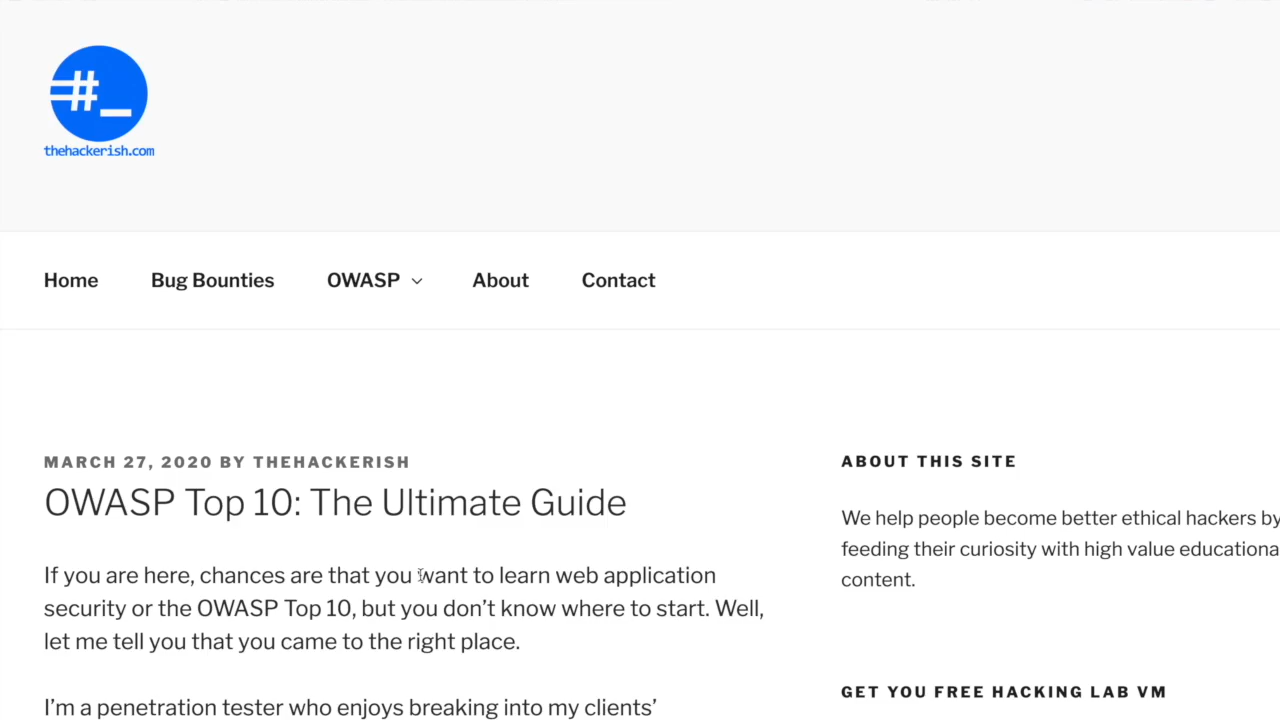 #_
thehackerish.com
Home
Bug Bounties
OWASP
About
Contact
MARCH 27, 2020 BY THEHACKERISH
OWASP Top 10: The Ultimate Guide
If you are here, chances are that you want to learn web application
security or the OWASP Top 10, but you don’t know where to start. Well,
let me tell you that you came to the right place.
I’m a penetration tester who enjoys breaking into my clients’
ABOUT THIS SITE
We help people become better ethical hackers by
feeding their curiosity with high value educationa
content.
GET YOU FREE HACKING LAB VM